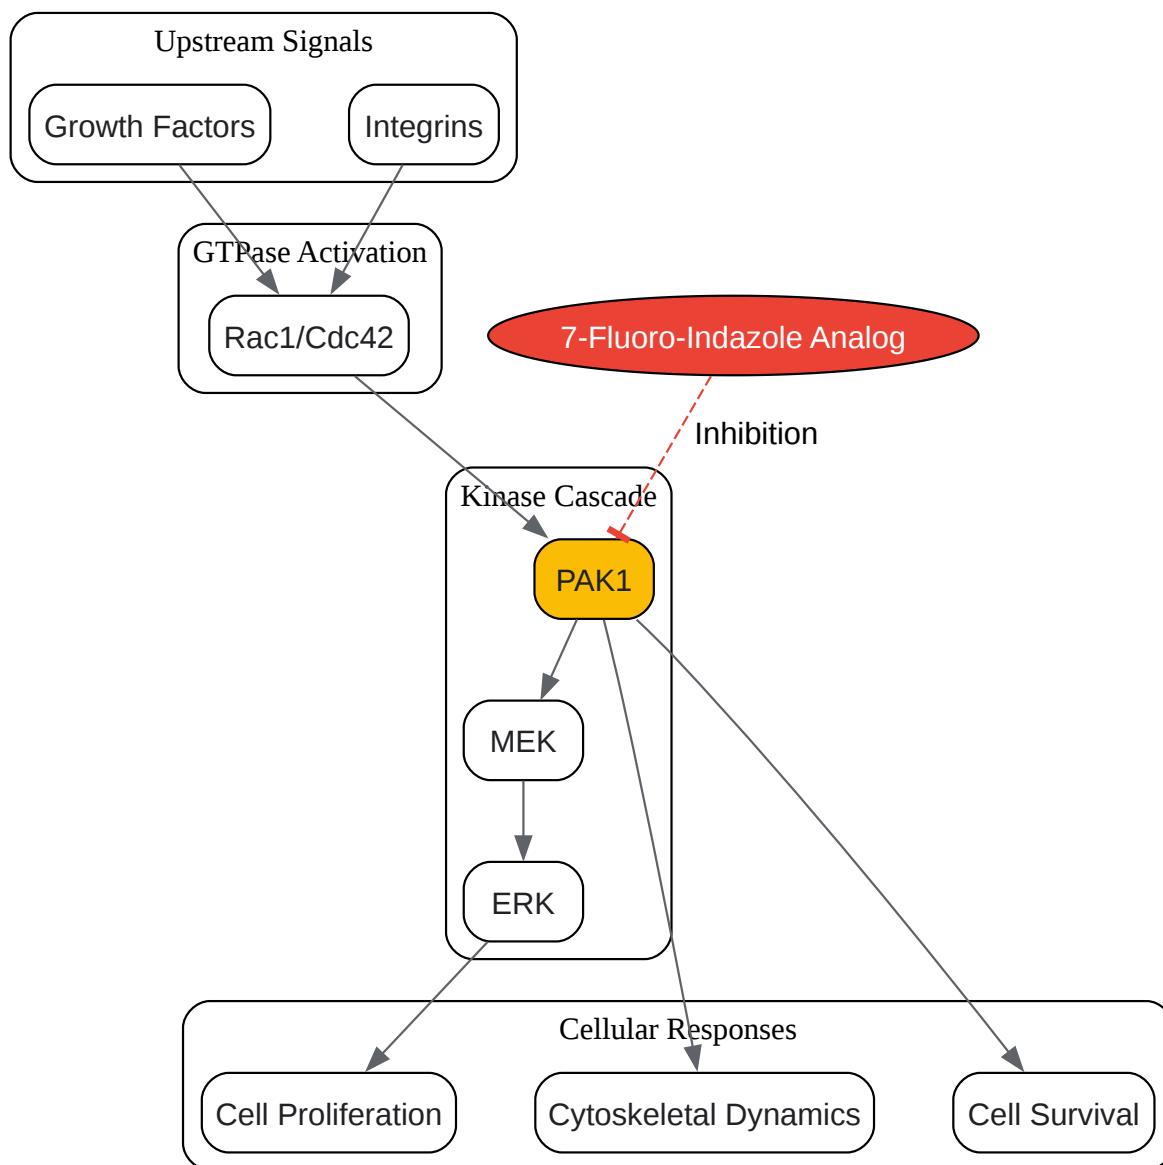 Upstream Signals
Growth Factors
Integrins
GTPase Activation
Rac1/Cdc42
7-Fluoro-Indazole Analog
Inhibition
Kinase Cascade
PAK1
MEK
ERK
Cellular Responses
Cell Proliferation
Cytoskeletal Dynamics
Cell Survival